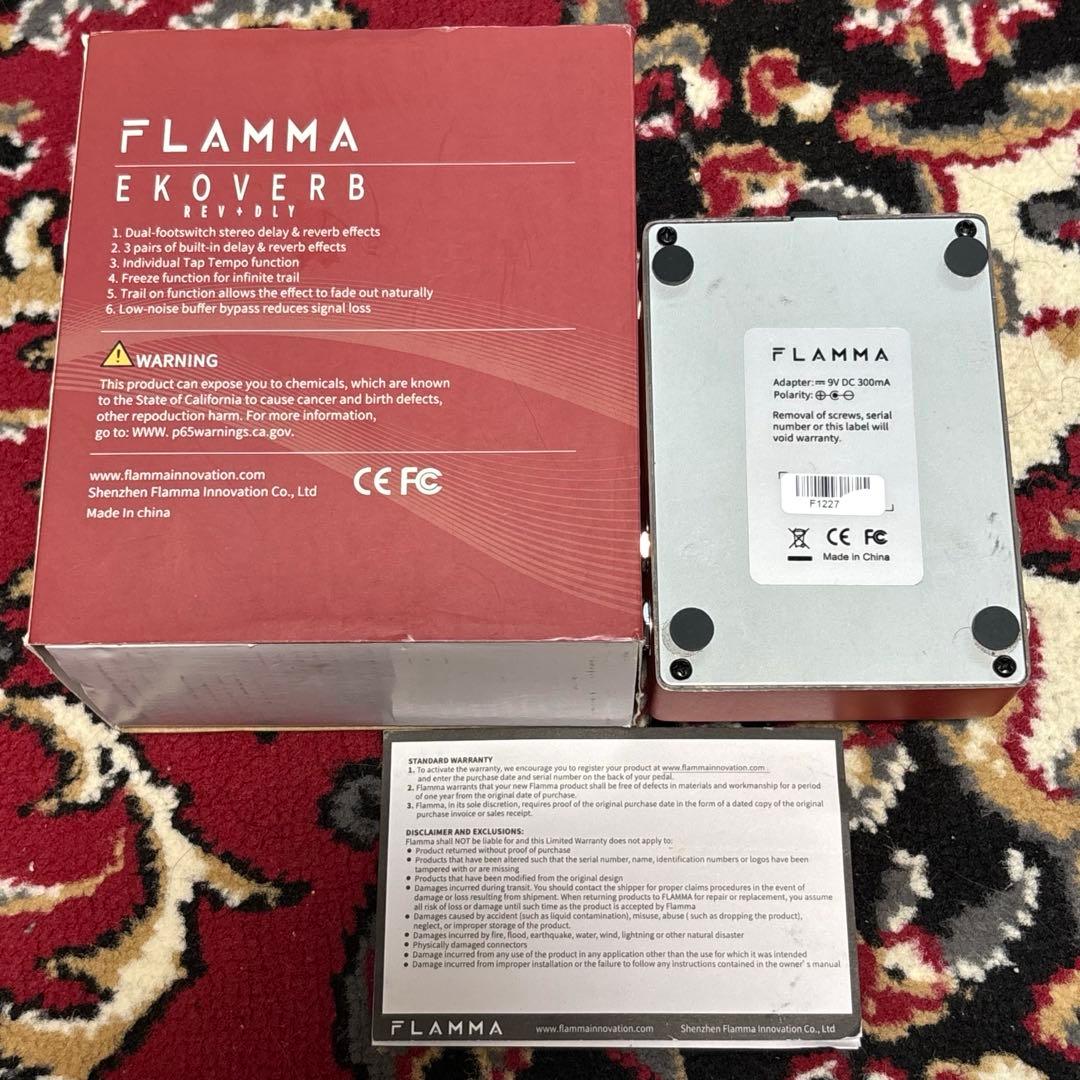 FLAMMA
EKOVERB
REV+DLY
1. Dual-footswitch stereo delay & reverb effects
2. 3 pairs of built-in delay & reverb effects
3. Individual Tap Tempo function
4. Freeze function for infinite trail
5. Trail on function allows the effect to fade out naturally
6. Low-noise buffer bypass reduces signal loss
WARNING
This product can expose you to chemicals, which are known
to the State of California to cause cancer and birth defects,
other repoduction harm. For more information,
go to: WWW. p65warnings.ca.gov.
www.flammainnovation.com
Shenzhen Flamma Innovation Co., Ltd
Made In china
CE FC
FLAMMA
Adapter: 9V DC 300mA
Polarity:
Removal of screws, serial
number or this label will
void warranty.
F1227
CE FC
Made in China
STANDARD WARRANTY
1. To activate the warranty, we encourage you to register your product at www.flammainnovation.com
and enter the purchase date and serial number on the back of your pedal.
2. Flamma warrants that your new Flamma product shall be free of defects in materials and workmanship for a period
of one year from the original date of purchase.
3. Flamma, in its sole discretion, requires proof of the original purchase date in the form of a dated copy of the original
purchase invoice or sales receipt.
DISCLAIMER AND EXCLUSIONS:
Flamma shall NOT be liable for and this Limited Warranty does not apply to:
● Product returned without proof of purchase
● Products that have been altered such that the serial number, name, identification numbers or logos have been
tampered with or are missing
● Products that have been modified from the original design
● Damages incurred during transit. You should contact the shipper for proper claims procedures in the event of
damage or loss resulting from shipment. When returning products to FLAMMA for repair or replacement, you assume
all risk of loss or damage until such time as the product is accepted by Flamma
● Damages caused by accident (such as liquid contamination), misuse, abuse ( such as dropping the product),
neglect, or improper storage of the product.
● Damages incurred by fire, flood, earthquake, water, wind, lightning or other natural disaster
● Physically damaged connectors
● Damage incurred from any use of the product in any application other than the use for which it was intended
● Damage incurred from improper installation or the failure to follow any instructions contained in the owner's manual
FLAMMA
www.flammainnovation.com
Shenzhen Flamma Innovation Co., Ltd